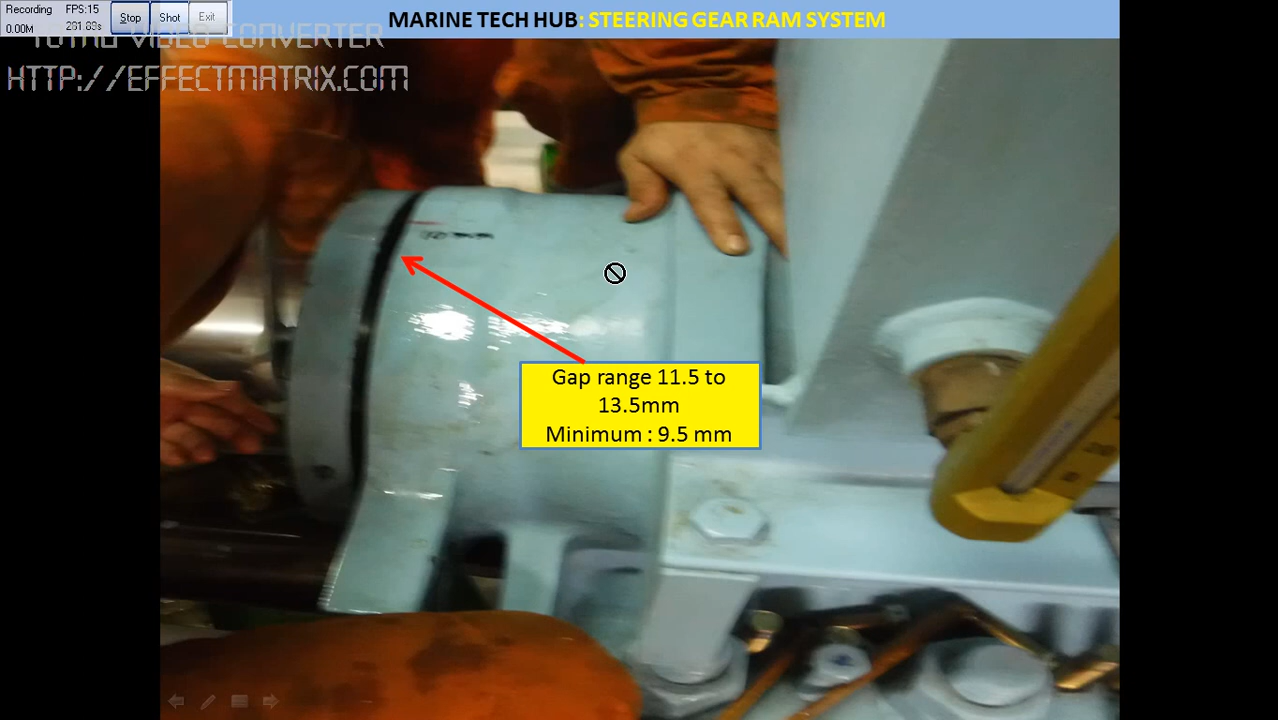 Recording FPS:15 Stop Shot Exit
0.00M 261.89s
MARINE TECH HUB: STEERING GEAR RAM SYSTEM
TOTAL VIDEO CONVERTER
HTTP://EFFECTMATRIX.COM
Gap range 11.5 to
13.5mm
Minimum : 9.5 mm